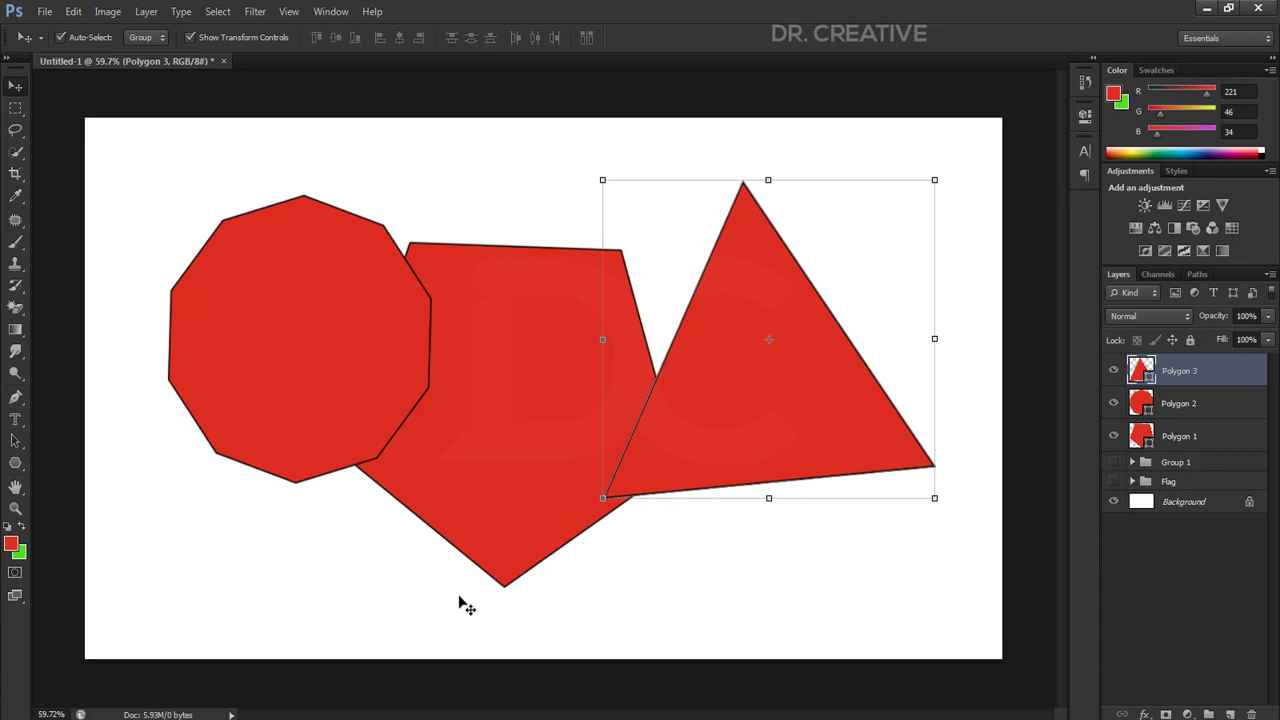 Ps File Edit Image Layer Type Select Filter View Window Help
Auto-Select: Group Show Transform Controls DR. CREATIVE Essentials
Untitled-1 @ 59.7% (Polygon 3, RGB/8#) * ×
Color Swatches
R 221
G 46
B 34
Adjustments Styles
Add an adjustment
Layers Channels Paths
Kind
Normal Opacity: 100%
Lock: Fill: 100%
Polygon 3
Polygon 2
Polygon 1
Group 1
Flag
Background
DC
59.72% Doc: 5.93M/0 bytes